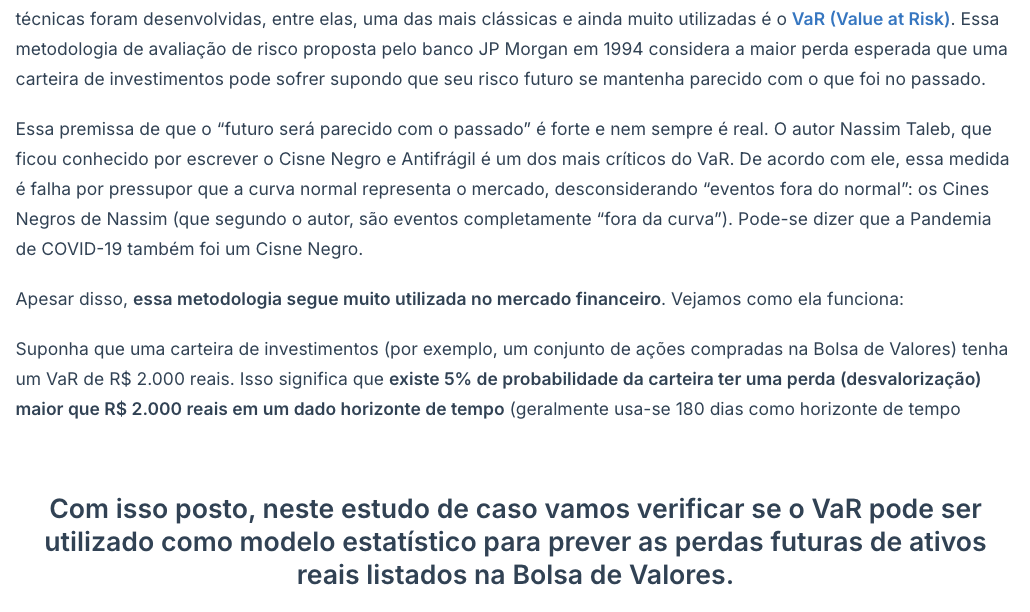 técnicas foram desenvolvidas, entre elas, uma das mais clássicas e ainda muito utilizadas é o VaR (Value at Risk). Essa
metodologia de avaliação de risco proposta pelo banco JP Morgan em 1994 considera a maior perda esperada que uma
carteira de investimentos pode sofrer supondo que seu risco futuro se mantenha parecido com o que foi no passado.
Essa premissa de que o “futuro será parecido com o passado” é forte e nem sempre é real. O autor Nassim Taleb, que
ficou conhecido por escrever o Cisne Negro e Antifrágil é um dos mais críticos do VaR. De acordo com ele, essa medida
é falha por pressupor que a curva normal representa o mercado, desconsiderando “eventos fora do normal”: os Cines
Negros de Nassim (que segundo o autor, são eventos completamente “fora da curva”). Pode-se dizer que a Pandemia
de COVID-19 também foi um Cisne Negro.
Apesar disso, essa metodologia segue muito utilizada no mercado financeiro. Vejamos como ela funciona:
Suponha que uma carteira de investimentos (por exemplo, um conjunto de ações compradas na Bolsa de Valores) tenha
um VaR de R$ 2.000 reais. Isso significa que existe 5% de probabilidade da carteira ter uma perda (desvalorização)
maior que R$ 2.000 reais em um dado horizonte de tempo (geralmente usa-se 180 dias como horizonte de tempo
Com isso posto, neste estudo de caso vamos verificar se o VaR pode ser
utilizado como modelo estatístico para prever as perdas futuras de ativos
reais listados na Bolsa de Valores.